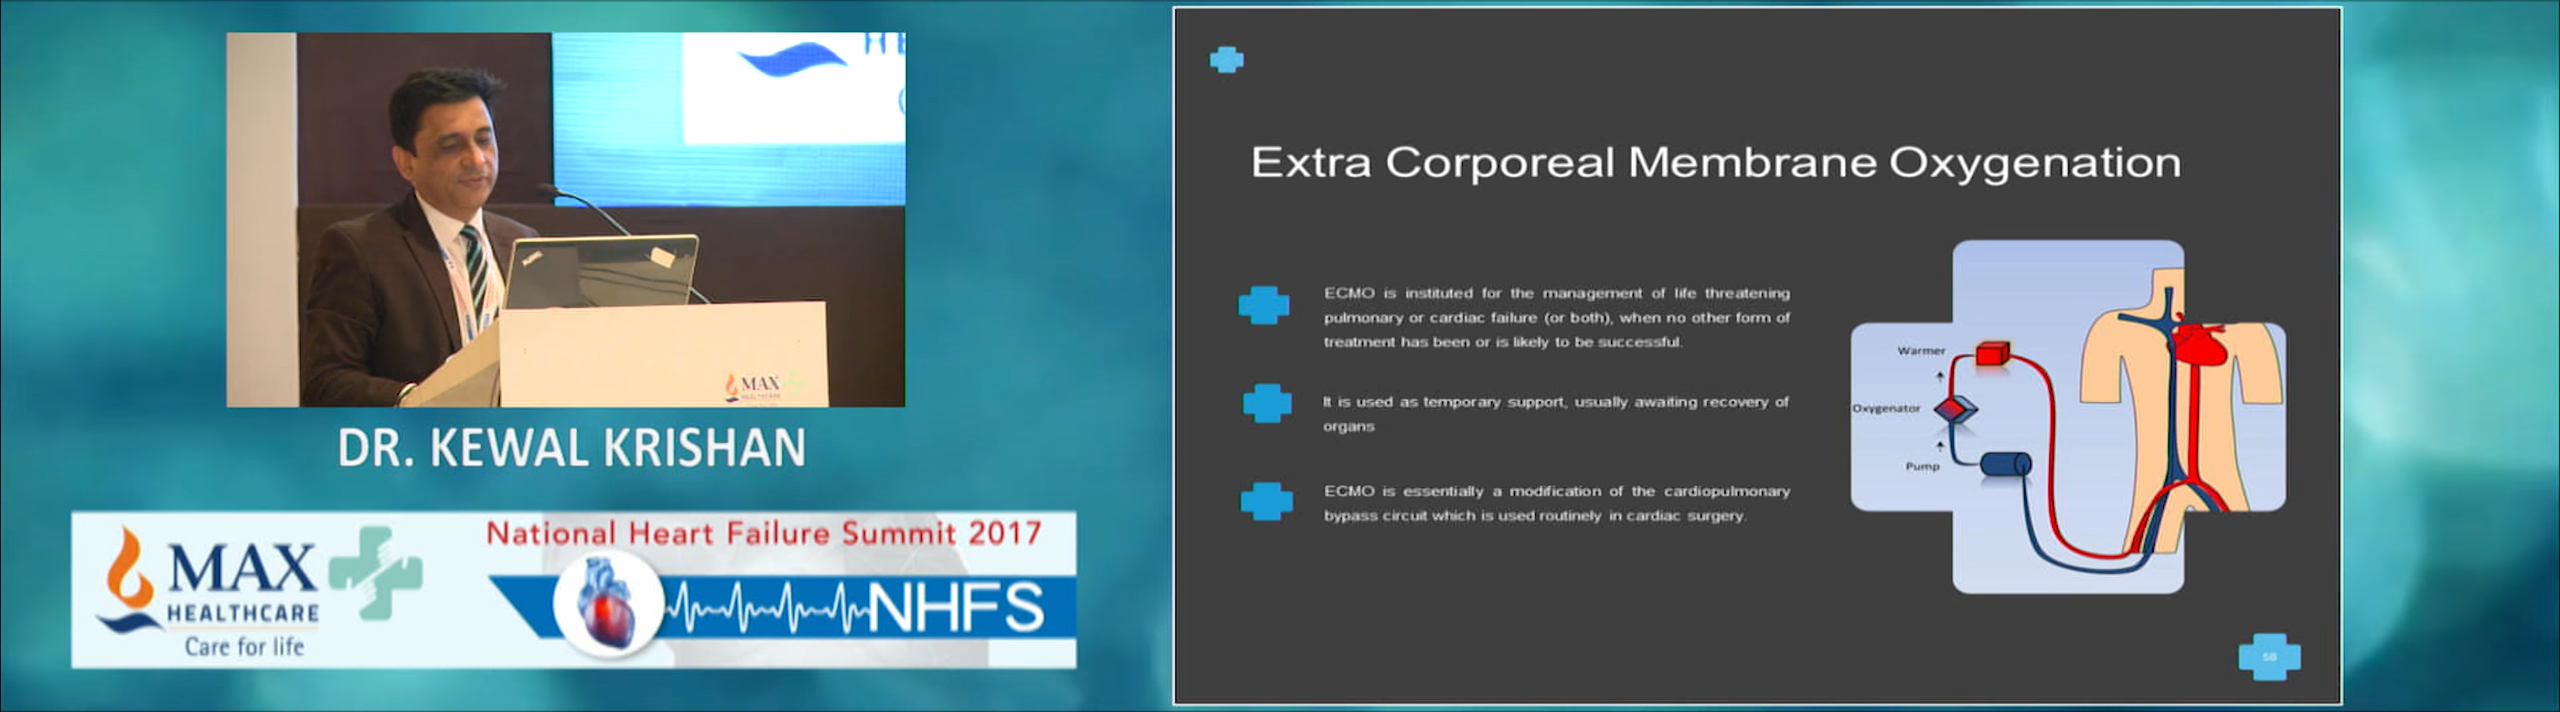 MAX
HEALTHCARE
DR. KEWAL KRISHAN
MAX
HEALTHCARE
Care for life
National Heart Failure Summit 2017
NHFS
Extra Corporeal Membrane Oxygenation
ECMO is instituted for the management of life threatening
pulmonary or cardiac failure (or both), when no other form of
treatment has been or is likely to be successful.
It is used as temporary support, usually awaiting recovery of
organs
ECMO is essentially a modification of the cardiopulmonary
bypass circuit which is used routinely in cardiac surgery.
Warmer
Oxygenator
Pump